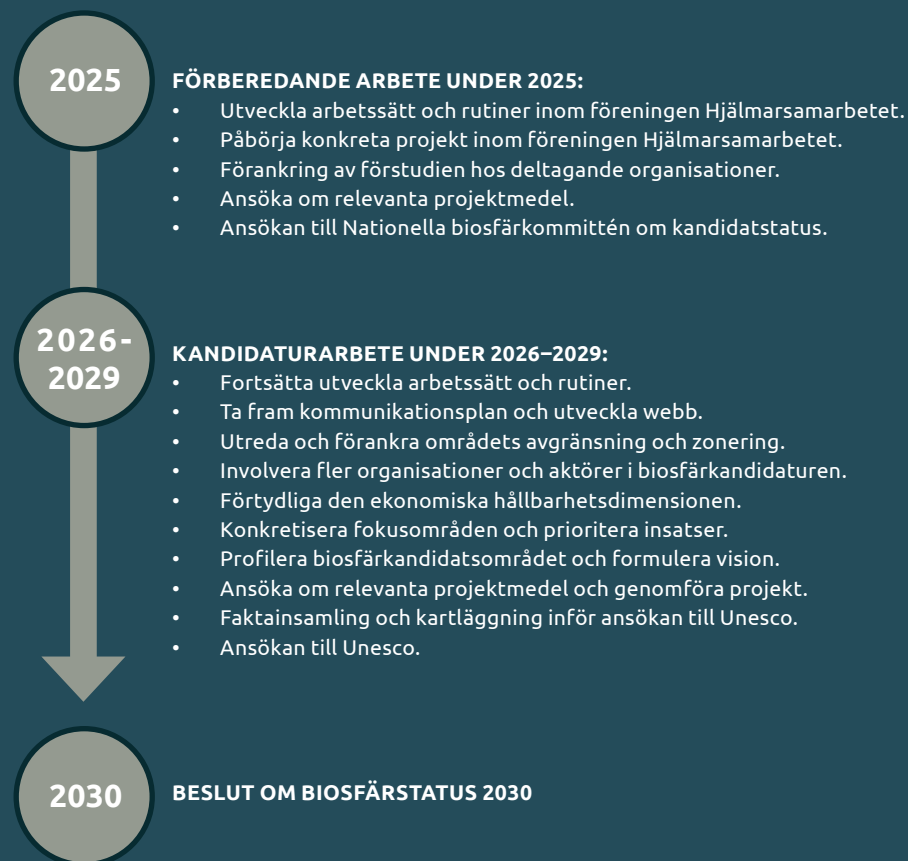 2025
FÖRBEREDANDE ARBETE UNDER 2025:
• Utveckla arbetssätt och rutiner inom föreningen Hjälmarsamarbetet.
• Påbörja konkreta projekt inom föreningen Hjälmarsamarbetet.
• Förankring av förstudien hos deltagande organisationer.
• Ansöka om relevanta projektmedel.
• Ansökan till Nationella biosfärkommittén om kandidatstatus.
2026-
2029
KANDIDATURARBETE UNDER 2026–2029:
• Fortsätta utveckla arbetssätt och rutiner.
• Ta fram kommunikationsplan och utveckla webb.
• Utreda och förankra områdets avgränsning och zonering.
• Involvera fler organisationer och aktörer i biosfärkandidaturen.
• Förtydliga den ekonomiska hållbarhetsdimensionen.
• Konkretisera fokusområden och prioritera insatser.
• Profilera biosfärkandidatsområdet och formulera vision.
• Ansöka om relevanta projektmedel och genomföra projekt.
• Faktainsamling och kartläggning inför ansökan till Unesco.
• Ansökan till Unesco.
2030
BESLUT OM BIOSFÄRSTATUS 2030